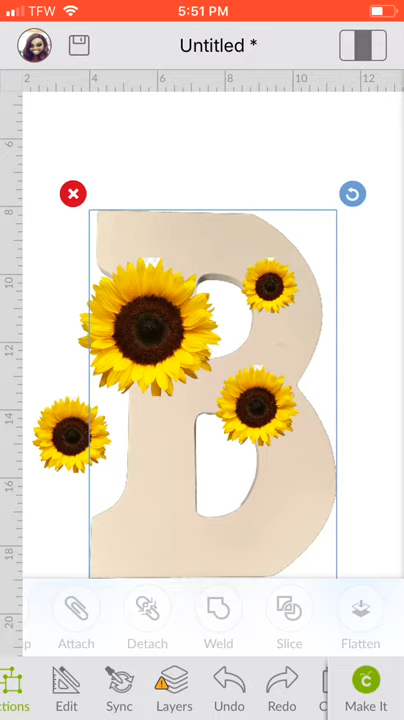 TFW 5:51 PM
Untitled *
2 4 6 8 10 12
6
8
10
12
14
16
18
20
p Attach Detach Weld Slice Flatten
ctions Edit Sync Layers Undo Redo C Make It